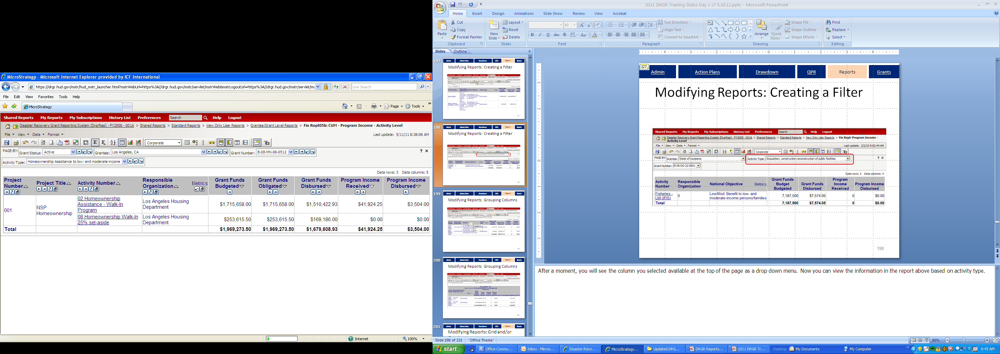 MicroStrategy - Microsoft Internet Explorer provided by ICF International
https://drgr.hud.gov/mstr/hud_mstr_launcher.html?mstrWebUrl=https%3A//drgr.hud.gov/mstr/servlet/mstrWeb&mstrLogoutUrl=https%3A//drgr.hud.gov/mstr/servlet/m
Live Search
File Edit View Favorites Tools Help
MicroStrategy
Page Tools
Shared Reports My Reports My Subscriptions History List Preferences Search Help Logout
Disaster Recovery Grant Reporting System (DrgrRep) - FY2008 - 001A > Shared Reports > Standard Reports > View Only User Reports > Grantee/Grant Level Reports > Fin Rept05b: CUM - Program Income - Activity Level
File View Data Format Last update: 5/11/11 8:38:06 AM
Corporate
PAGE-BY: Grant Status: Active Grantee: Los Angeles, CA Grant Number: B-08-MN-06-0512
Activity Type: Homeownership Assistance to low- and moderate-income
Data rows: 3 Data columns: 5
Project Number Project Title Activity Number Responsible Organization Metrics Grant Funds Budgeted Grant Funds Obligated Grant Funds Disbursed Program Income Received Program Income Disbursed
001 NSP Homeownership 02 Homeownership Assistance - Walk-In Program Los Angeles Housing Department $1,715,658.00 $1,715,658.00 $1,510,422.93 $41,924.25 $3,504.00
08 Homeownership Walk-In 25% set-aside Los Angeles Housing Department $253,615.50 $253,615.50 $169,186.00 $0.00 $0.00
Total $1,969,273.50 $1,969,273.50 $1,679,608.93 $41,924.25 $3,504.00
Internet 100%
2011 DRGR Training Slides Day 1 v7 5.10.11.pptx - Microsoft PowerPoint
Home Insert Design Animations Slide Show Review View Acrobat
Paste Cut Copy Format Painter
Clipboard
New Slide Layout Reset Delete
Slides
40
Font
Text Direction
Align Text
Convert to SmartArt
Paragraph
Arrange Quick Styles Shape Fill Shape Outline Shape Effects
Drawing
Find
Replace
Select
Editing
Slides Outline
197
Modifying Reports: Creating a Filter
198
Modifying Reports: Creating a Filter
199
Modifying Reports: Grouping Columns
200
Modifying Reports: Grouping Columns
201
Modifying Reports: Grid and/or
I27
Admin Action Plans Drawdown QPR Reports Grants
Modifying Reports: Creating a Filter
Shared Reports My Reports My Subscriptions History List Preferences Search Help Logout
Disaster Recovery Grant Reporting System (DrgrRep) - FY2008 - 001A > Shared Reports > Standard Reports > View Only User Reports > Fin Rept: Program Income - Activity Level
File View Data Format Last update: 2/2/10 9:02:44 AM
Corporate
PAGE-BY: Grantee: State of Louisiana Activity Type: Acquisition, construction,reconstruction of public facilities
Grant Number: B-06-DG-22-0001
Data rows: 2 Data columns: 4
Activity Number Responsible Organization National Objective Metrics Grant Funds Budget Budgeted Grant Funds Disbursed Program Income Received Program Income Disbursed
Fisheries - LMI (IFIS) 0 Low/Mod: Benefit to low- and moderate-income persons/families 7,187,500 $7,574.05 0 $0.00
Total 7,187,500 $7,574.05 0 $0.00
198
After a moment, you will see the column you selected available at the top of the page as a drop down menu. Now you can view the information in the report above based on activity type.
Slide 198 of 221 "Office Theme" 80%
start Office Commu... Inbox - Micros... Disaster Reco... MicroStrategy... Updated DRG... DRGR Reports... 2011 DRGR Tr... Desktop My Documents My Computer 8:45 AM